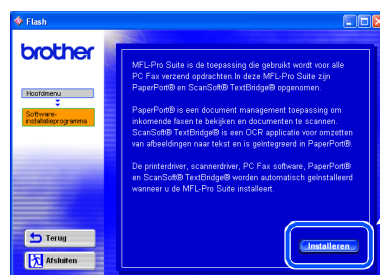 Flash
brother
Hoofdmenu
Software-
installatieprogramma
MFL-Pro Suite is de toepassing die gebruikt wordt voor alle
PC Fax verzend opdrachten.In deze MFL-Pro Suite zijn
PaperPort® en ScanSoft® TextBridge® opgenomen.
PaperPort® is een document management toepassing om
inkomende faxen te bekijken en documenten te scannen.
ScanSoft® TextBridge® is een OCR applicatie voor omzetten
van afbeeldingen naar tekst en is geïntegreerd in PaperPort®.
De printerdriver, scannerdriver, PC Fax software, PaperPort®
en ScanSoft® TextBridge® worden automatisch geinstalleerd
wanneer u de MFL-Pro Suite installeert.
Terug
Afsluiten
Installeren